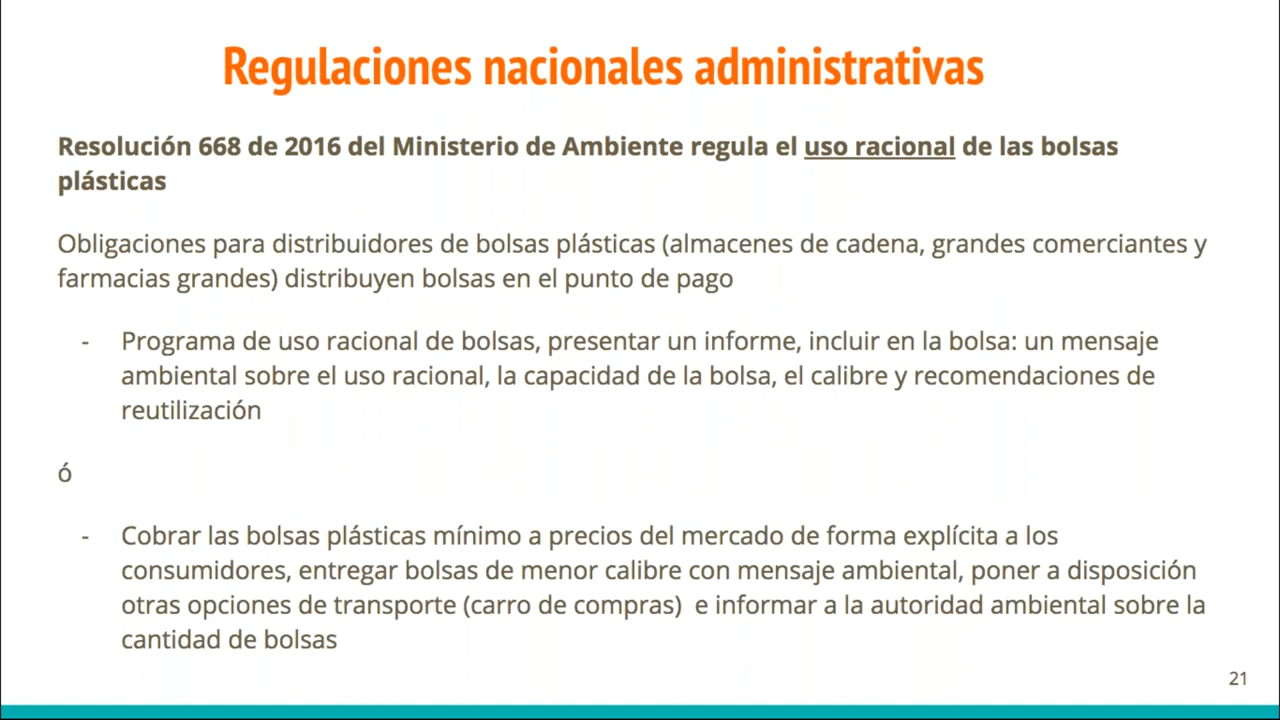 Regulaciones nacionales administrativas
Resolución 668 de 2016 del Ministerio de Ambiente regula el uso racional de las bolsas
plásticas
Obligaciones para distribuidores de bolsas plásticas (almacenes de cadena, grandes comerciantes y
farmacias grandes) distribuyen bolsas en el punto de pago
- Programa de uso racional de bolsas, presentar un informe, incluir en la bolsa: un mensaje
ambiental sobre el uso racional, la capacidad de la bolsa, el calibre y recomendaciones de
reutilización
ó
- Cobrar las bolsas plásticas mínimo a precios del mercado de forma explícita a los
consumidores, entregar bolsas de menor calibre con mensaje ambiental, poner a disposición
otras opciones de transporte (carro de compras)  e informar a la autoridad ambiental sobre la
cantidad de bolsas
21